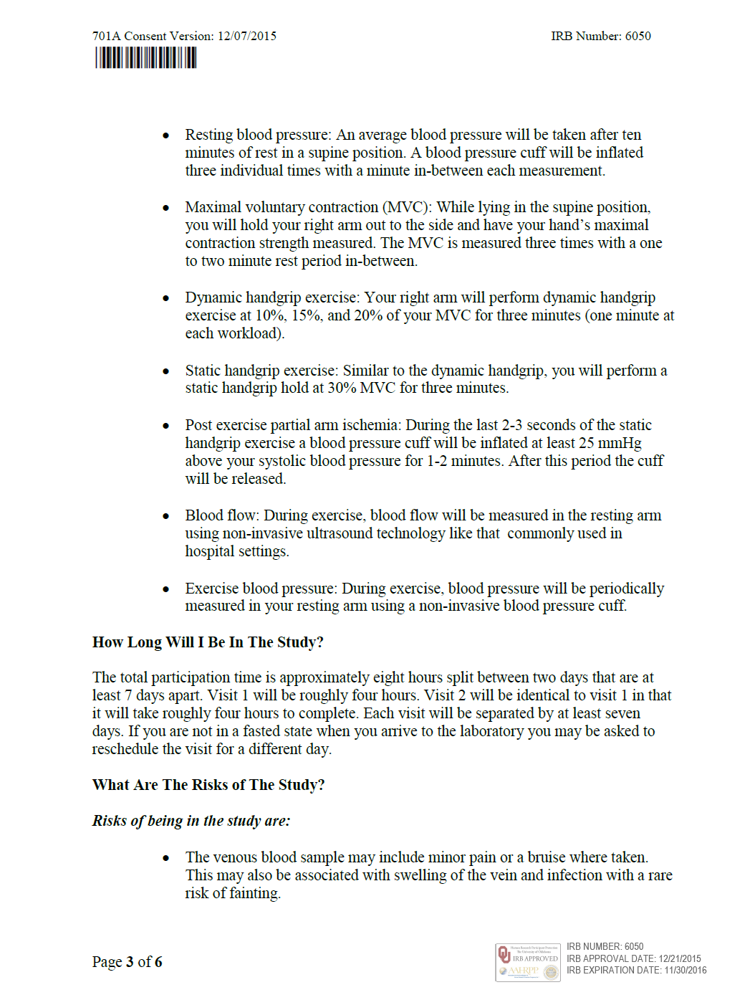 701A Consent Version: 12/07/2015
IRB Number: 6050
• Resting blood pressure: An average blood pressure will be taken after ten
minutes of rest in a supine position. A blood pressure cuff will be inflated
three individual times with a minute in-between each measurement.
• Maximal voluntary contraction (MVC): While lying in the supine position,
you will hold your right arm out to the side and have your hand’s maximal
contraction strength measured. The MVC is measured three times with a one
to two minute rest period in-between.
• Dynamic handgrip exercise: Your right arm will perform dynamic handgrip
exercise at 10%, 15%, and 20% of your MVC for three minutes (one minute at
each workload).
• Static handgrip exercise: Similar to the dynamic handgrip, you will perform a
static handgrip hold at 30% MVC for three minutes.
• Post exercise partial arm ischemia: During the last 2-3 seconds of the static
handgrip exercise a blood pressure cuff will be inflated at least 25 mmHg
above your systolic blood pressure for 1-2 minutes. After this period the cuff
will be released.
• Blood flow: During exercise, blood flow will be measured in the resting arm
using non-invasive ultrasound technology like that commonly used in
hospital settings.
• Exercise blood pressure: During exercise, blood pressure will be periodically
measured in your resting arm using a non-invasive blood pressure cuff.
How Long Will I Be In The Study?
The total participation time is approximately eight hours split between two days that are at
least 7 days apart. Visit 1 will be roughly four hours. Visit 2 will be identical to visit 1 in that
it will take roughly four hours to complete. Each visit will be separated by at least seven
days. If you are not in a fasted state when you arrive to the laboratory you may be asked to
reschedule the visit for a different day.
What Are The Risks of The Study?
Risks of being in the study are:
• The venous blood sample may include minor pain or a bruise where taken.
This may also be associated with swelling of the vein and infection with a rare
risk of fainting.
Page 3 of 6
Human Research Participant Protection
The University of Oklahoma
IRB APPROVED
AAHRPP
IRB NUMBER: 6050
IRB APPROVAL DATE: 12/21/2015
IRB EXPIRATION DATE: 11/30/2016